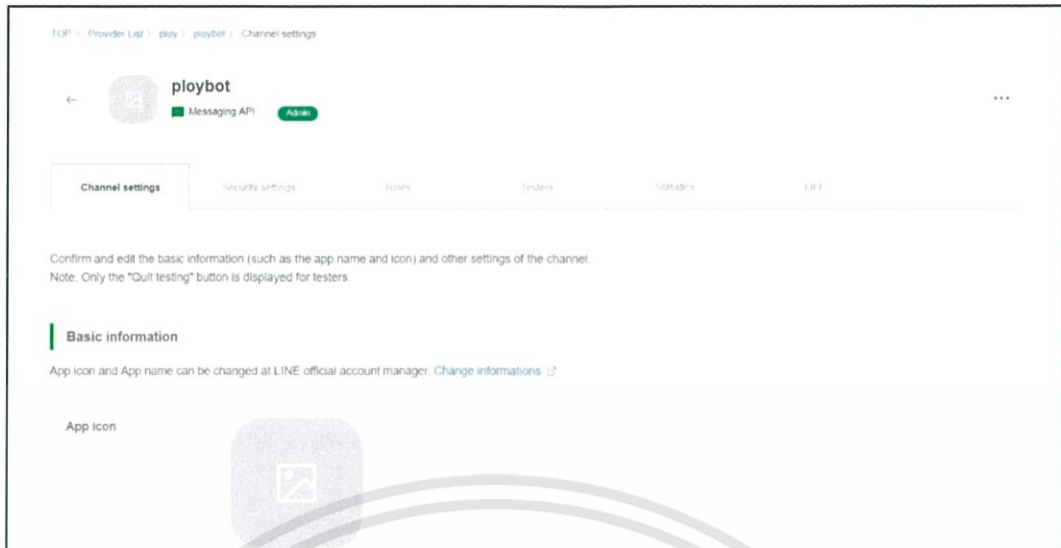 TOP > Provider List > ploy > ploybot > Channel settings
ploybot
Messaging API Admin
Channel settings Security settings Roles Testers Statistics LIFF
Confirm and edit the basic information (such as the app name and icon) and other settings of the channel.
Note: Only the "Quit testing" button is displayed for testers.
Basic information
App icon and App name can be changed at LINE official account manager. Change informations
App icon